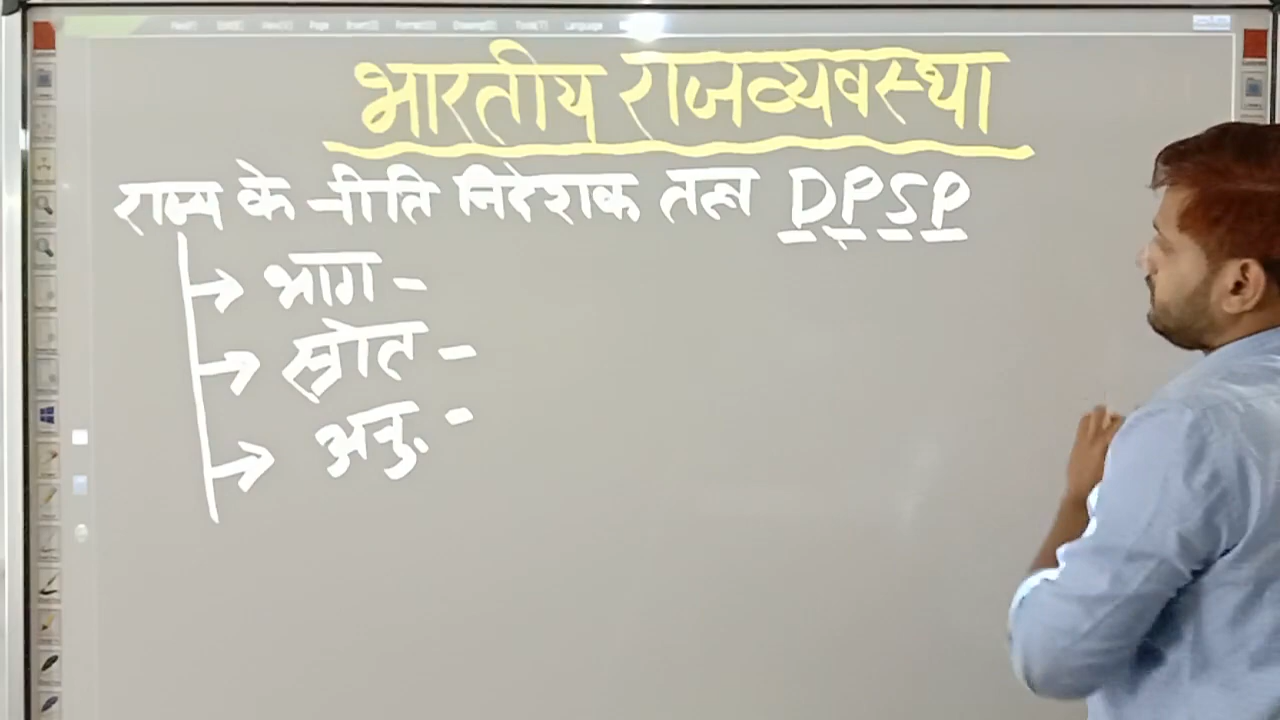 भारतीय राजव्यवस्था
राज्य के नीति निदेशक तत्व DPSP
→ भाग -
→ स्रोत -
→ अनु. -